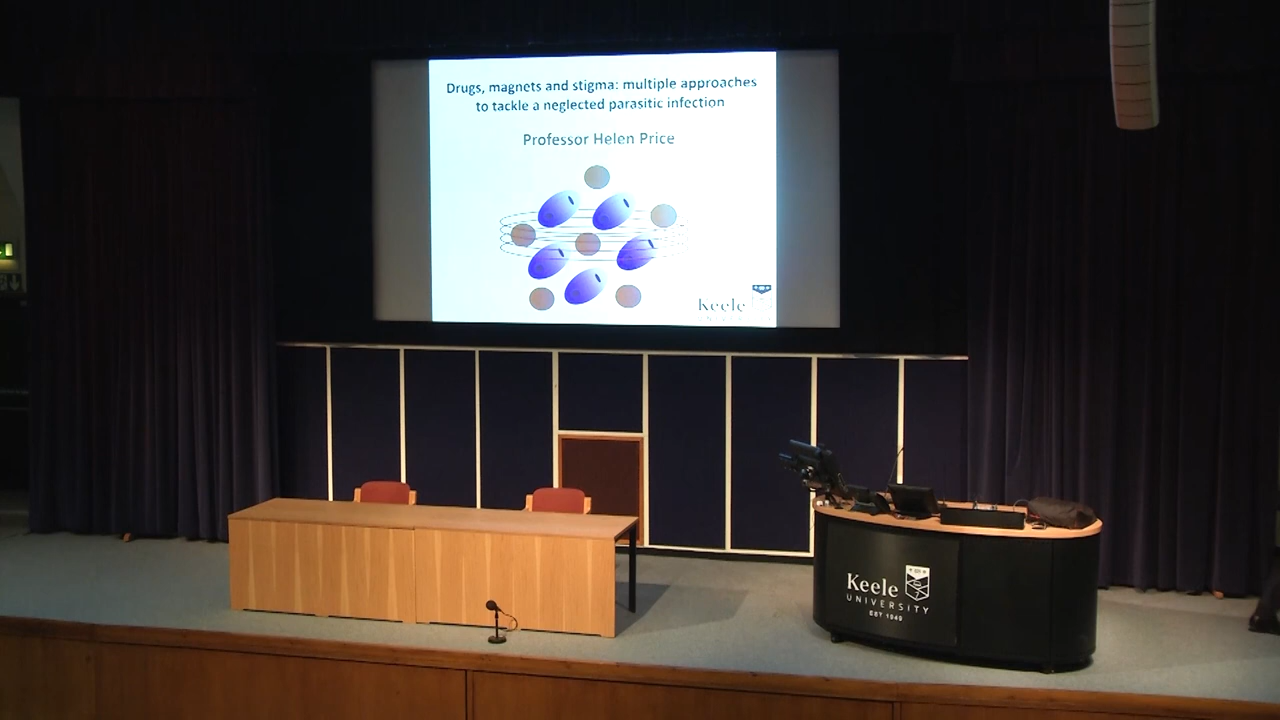 Drugs, magnets and stigma: multiple approaches
to tackle a neglected parasitic infection
Professor Helen Price
Keele
Keele
UNIVERSITY
EST 1949